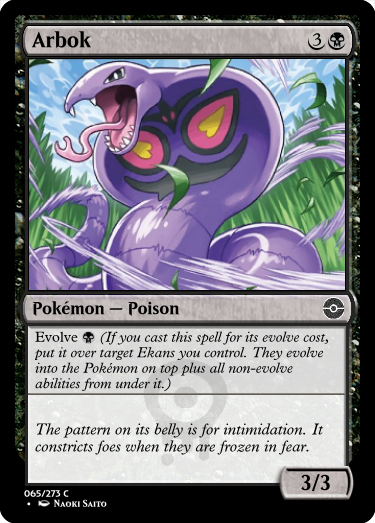 Arbok 3
Pokémon — Poison
Evolve (If you cast this spell for its evolve cost,
put it over target Ekans you control. They evolve
into the Pokémon on top plus all non-evolve
abilities from under it.)
The pattern on its belly is for intimidation. It
constricts foes when they are frozen in fear.
3/3
065/273 C
• Naoki Saito